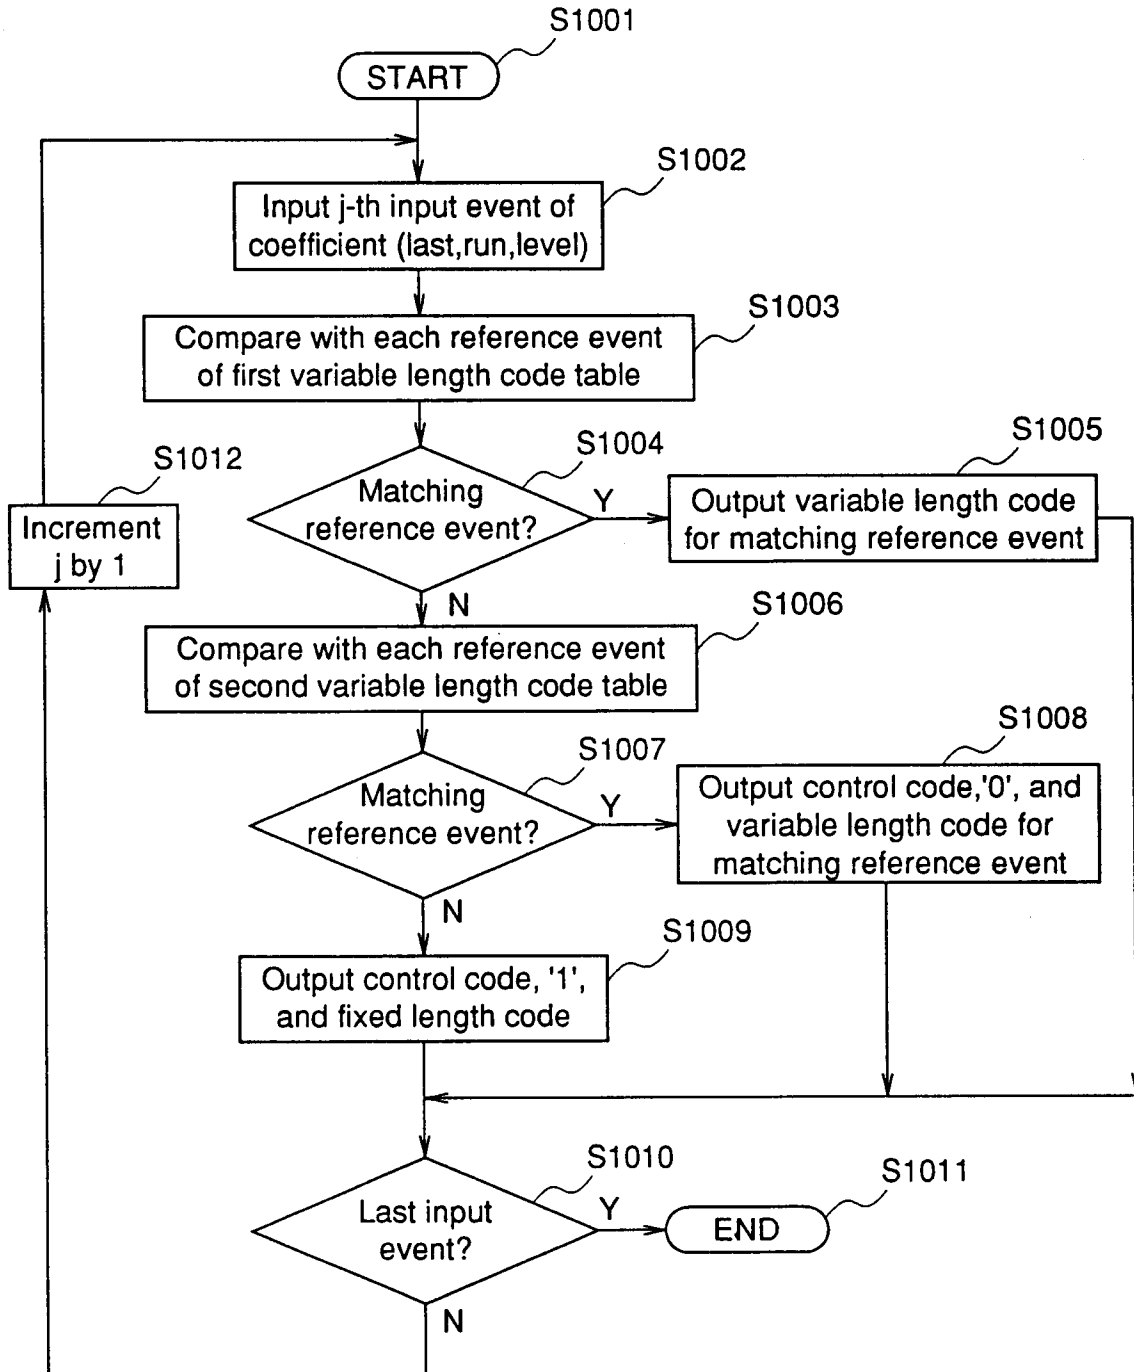 S1001
START
S1002
Input j-th input event of
coefficient (last,run,level)
S1003
Compare with each reference event
of first variable length code table
S1004
Matching
reference event?
Y
N
S1005
Output variable length code
for matching reference event
S1012
Increment
j by 1
S1006
Compare with each reference event
of second variable length code table
S1007
Matching
reference event?
Y
N
S1008
Output control code,'0', and
variable length code for
matching reference event
S1009
Output control code, '1',
and fixed length code
S1010
Last input
event?
Y
N
S1011
END